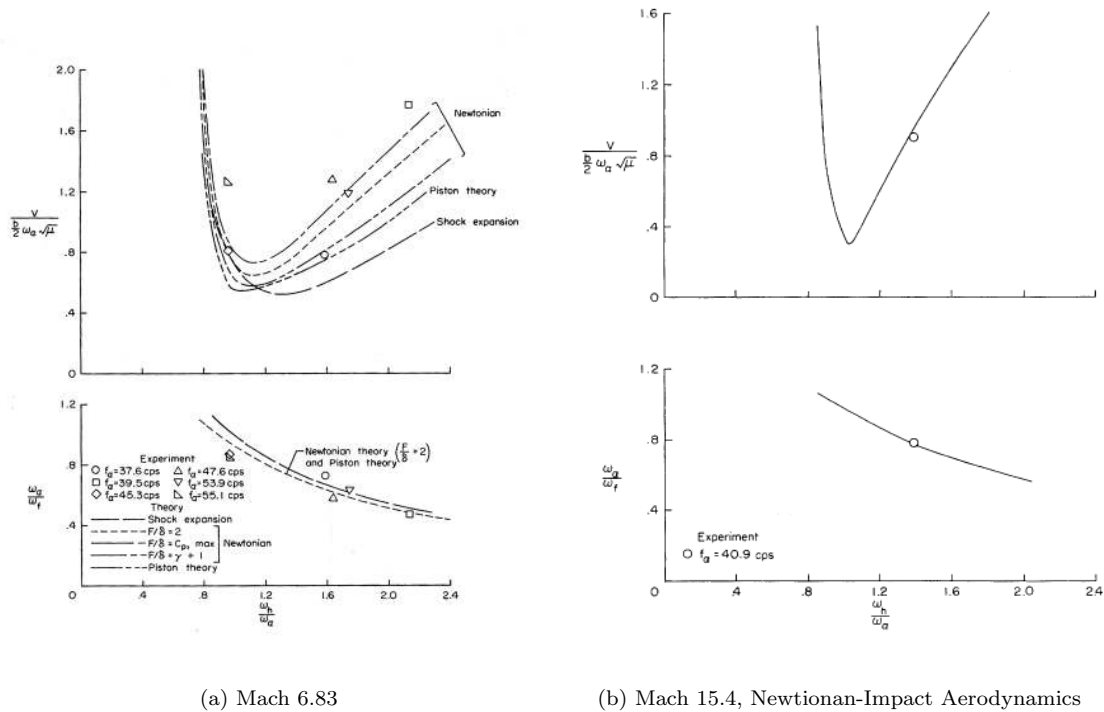 2.0
1.6
1.2
.8
.4
0
V
b/2 ω_α √μ
Newtonian
Piston theory
Shock expansion
1.2
.8
.4
0
ω_α
ω_f
Newtonian theory (F/δ = 2)
and Piston theory
Experiment
f_α=37.6 cps f_α=47.6 cps
f_α=39.5 cps f_α=53.9 cps
f_α=45.3 cps f_α=55.1 cps
Theory
Shock expansion
F/δ=2
F/δ=C_p, max Newtonian
F/δ=γ + 1
Piston theory
0 .4 .8 1.2 1.6 2.0 2.4
ω_h
ω_α
(a) Mach 6.83
1.6
1.2
.8
.4
0
V
b/2 ω_α √μ
1.2
.8
.4
0
ω_α
ω_f
Experiment
f_α =40.9 cps
0 .4 .8 1.2 1.6 2.0 2.4
ω_h
ω_α
(b) Mach 15.4, Newtionan-Impact Aerodynamics